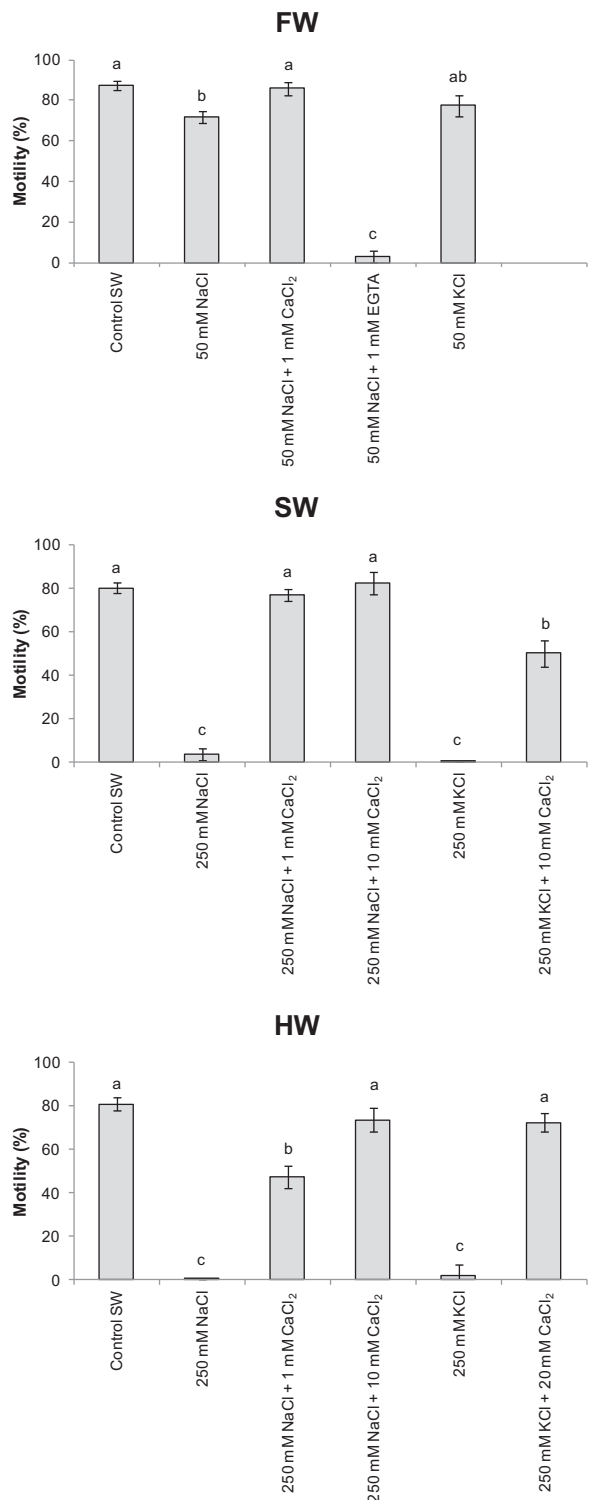 FW
Motility (%)
100
80
60
40
20
0
a
b
a
c
ab
Control SW
50 mM NaCl
50 mM NaCl + 1 mM CaCl₂
50 mM NaCl + 1 mM EGTA
50 mM KCl
SW
Motility (%)
100
80
60
40
20
0
a
c
a
a
c
b
Control SW
250 mM NaCl
250 mM NaCl + 1 mM CaCl₂
250 mM NaCl + 10 mM CaCl₂
250 mM KCl
250 mM KCl + 10 mM CaCl₂
HW
Motility (%)
100
80
60
40
20
0
a
c
b
a
c
a
Control SW
250 mM NaCl
250 mM NaCl + 1 mM CaCl₂
250 mM NaCl + 10 mM CaCl₂
250 mM KCl
250 mM KCl + 20 mM CaCl₂